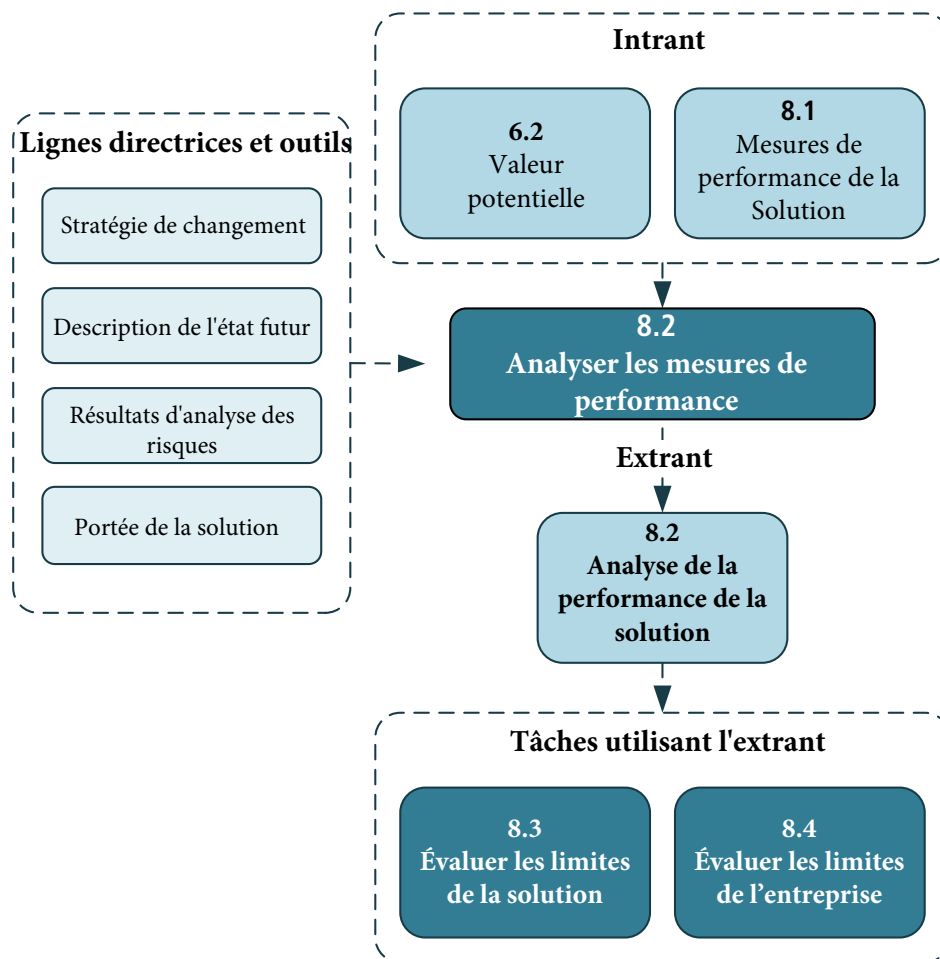 Intrant
6.2
Valeur
potentielle
8.1
Mesures de
performance de la
Solution
Lignes directrices et outils
Stratégie de changement
Description de l'état futur
Résultats d'analyse des
risques
Portée de la solution
8.2
Analyser les mesures de
performance
Extrant
8.2
Analyse de la
performance de la
solution
Tâches utilisant l'extrant
8.3
Évaluer les limites
de la solution
8.4
Évaluer les limites
de l’entreprise